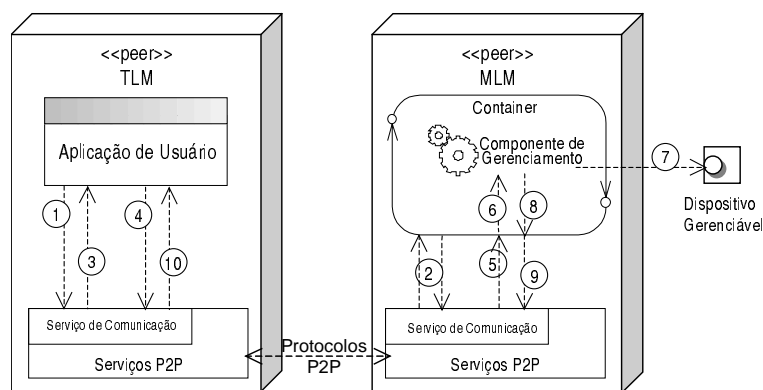 <<peer>>
TLM
Aplicação de Usuário
1
3
4
10
Serviço de Comunicação
Serviços P2P
Protocolos
P2P
<<peer>>
MLM
Container
Componente de
Gerenciamento
7
Dispositivo
Gerenciável
6
8
2
5
9
Serviço de Comunicação
Serviços P2P